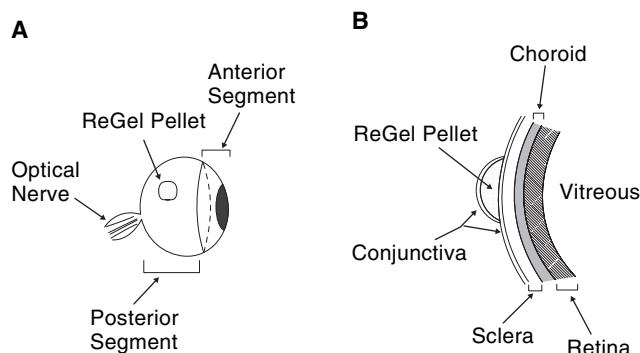 A
Anterior
Segment
ReGel Pellet
Optical
Nerve
Posterior
Segment
B
Choroid
ReGel Pellet
Vitreous
Conjunctiva
Sclera
Retina